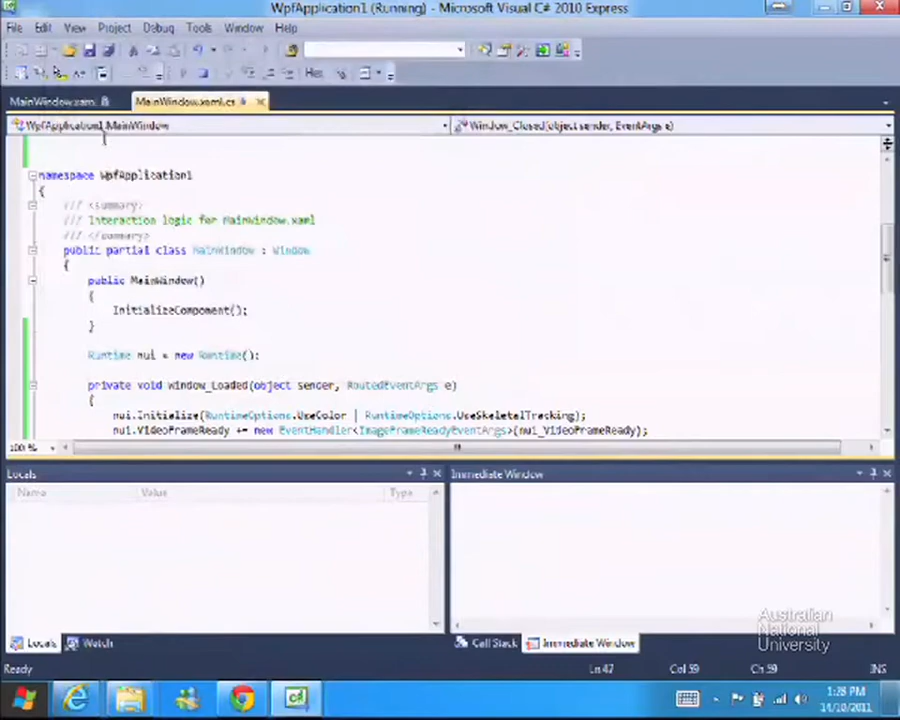 WpfApplication1 (Running) - Microsoft Visual C# 2010 Express
File Edit View Project Debug Tools Window Help
Hex
MainWindow.xaml MainWindow.xaml.cs
WpfApplication1.MainWindow Window_Closed(object sender, EventArgs e)
namespace WpfApplication1
{
/// <summary>
/// Interaction logic for MainWindow.xaml
/// </summary>
public partial class MainWindow : Window
{
public MainWindow()
{
InitializeComponent();
}
Runtime nui = new Runtime();
private void Window_Loaded(object sender, RoutedEventArgs e)
{
nui.Initialize(RuntimeOptions.UseColor | RuntimeOptions.UseSkeletalTracking);
nui.VideoFrameReady += new EventHandler<ImageFrameReadyEventArgs>(nui_VideoFrameReady);
100 %
Locals Immediate Window
Name Value Type
Australian
National
University
Locals Watch Call Stack Immediate Window
Ready Ln 47 Col 59 Ch 59 INS
1:28 PM
14/10/2011